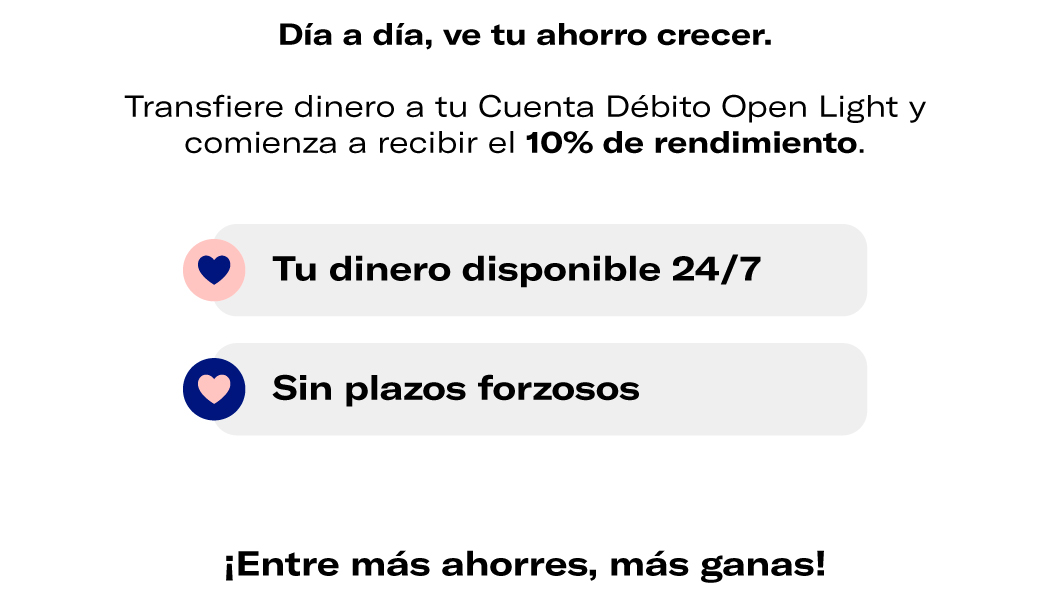 Día a día, ve tu ahorro crecer.
Transfiere dinero a tu Cuenta Débito Open Light y
comienza a recibir el 10% de rendimiento.
Tu dinero disponible 24/7
Sin plazos forzosos
¡Entre más ahorres, más ganas!